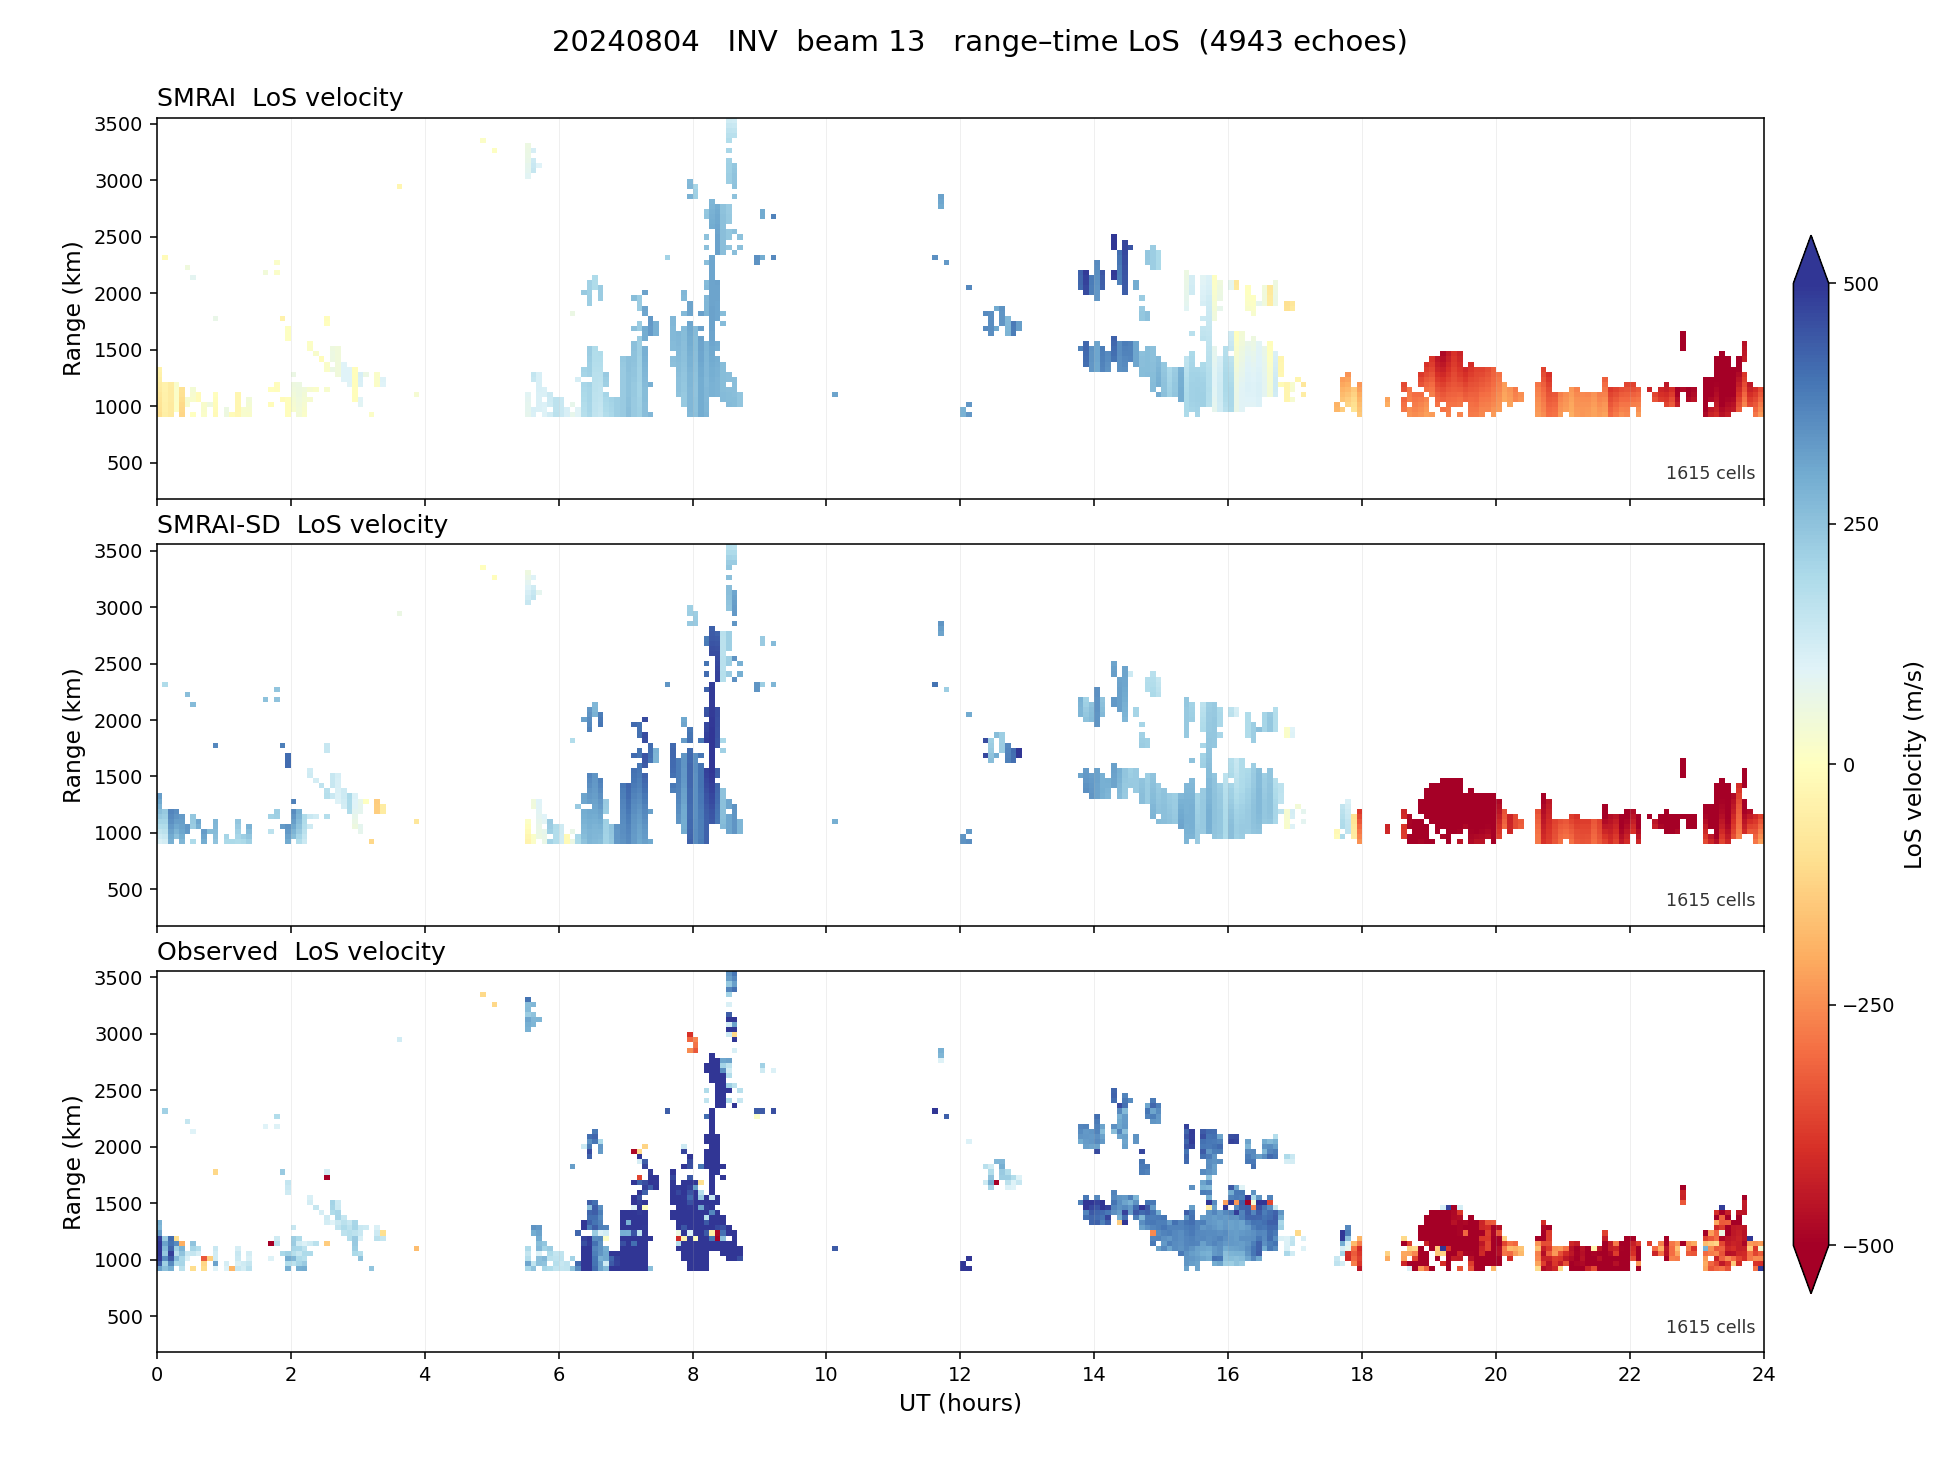 20240804   INV  beam 13   range–time LoS  (4943 echoes)
SMRAI  LoS velocity
3500
3000
2500
2000
1500
1000
500
Range (km)
1615 cells
SMRAI-SD  LoS velocity
3500
3000
2500
2000
1500
1000
500
Range (km)
1615 cells
Observed  LoS velocity
3500
3000
2500
2000
1500
1000
500
Range (km)
1615 cells
0 2 4 6 8 10 12 14 16 18 20 22 24
UT (hours)
500
250
0
−250
−500
LoS velocity (m/s)